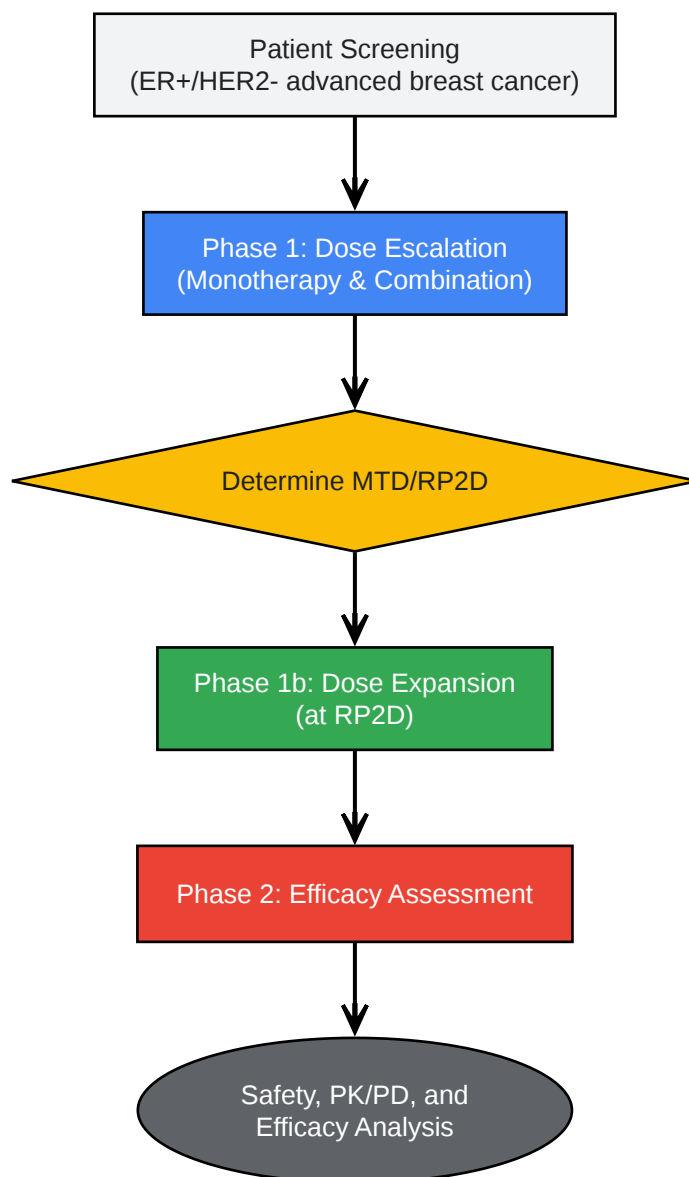 Patient Screening
(ER+/HER2- advanced breast cancer)
Phase 1: Dose Escalation
(Monotherapy & Combination)
Determine MTD/RP2D
Phase 1b: Dose Expansion
(at RP2D)
Phase 2: Efficacy Assessment
Safety, PK/PD, and
Efficacy Analysis